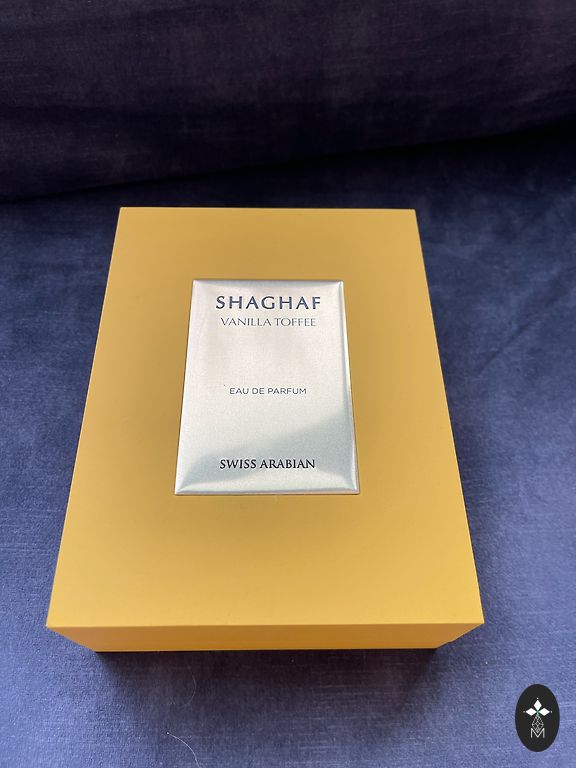 SHAGHAF
VANILLA TOFFEE
EAU DE PARFUM
SWISS ARABIAN
M